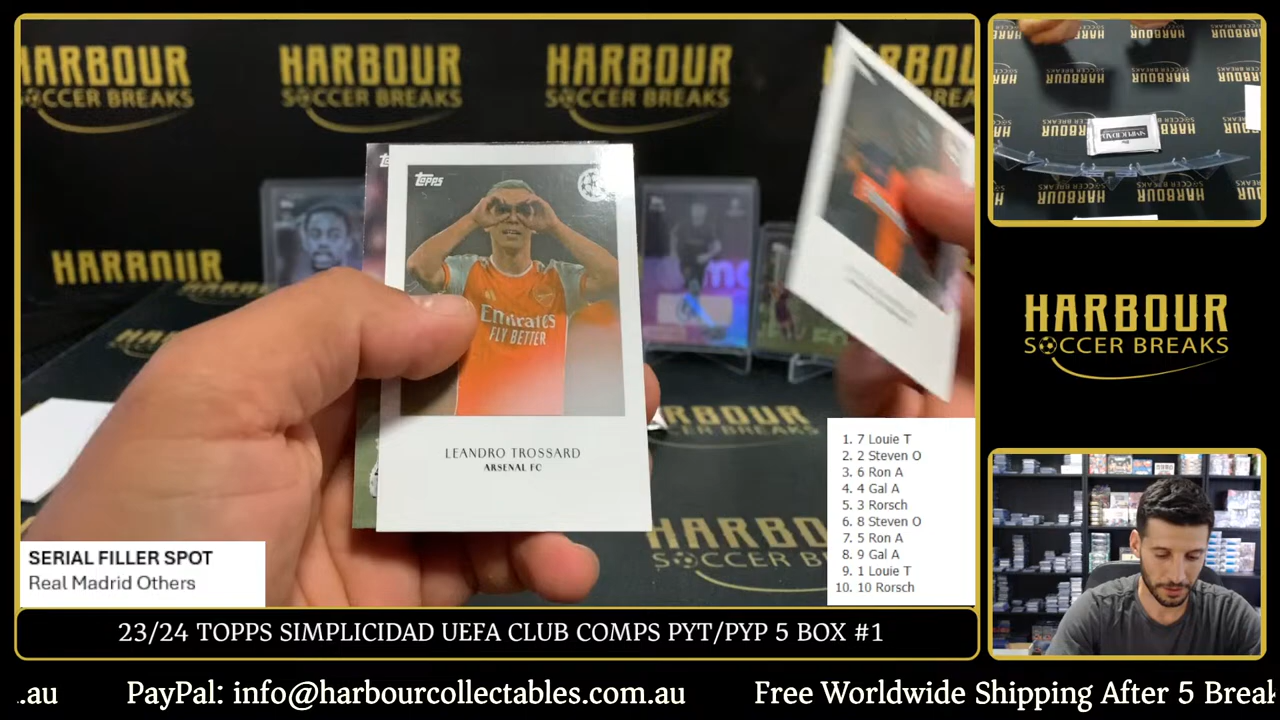 HARBOUR
SOCCER BREAKS
HARBOUR
SOCCER BREAKS
HARBOUR
SOCCER BREAKS
HARBOUR
SOCCER BREAKS
HARBOUR
Topps
Emirates
FLY BETTER
LEANDRO TROSSARD
ARSENAL FC
SERIAL FILLER SPOT
Real Madrid Others
1. 7 Louie T
2. 2 Steven O
3. 6 Ron A
4. 4 Gal A
5. 3 Rorsch
6. 8 Steven O
7. 5 Ron A
8. 9 Gal A
9. 1 Louie T
10. 10 Rorsch
SIMPLICIDAD
HARBOUR
SOCCER BREAKS
23/24 TOPPS SIMPLICIDAD UEFA CLUB COMPS PYT/PYP 5 BOX #1
.au PayPal: info@harbourcollectables.com.au Free Worldwide Shipping After 5 Break